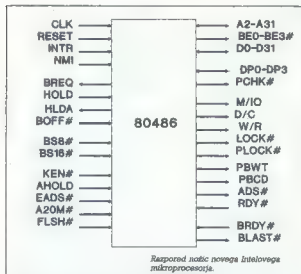 CLK
RESET
INTR
NMI
BREQ
HOLD
HLDA
BOFF#
BS8#
BS16#
KEN#
AHOLD
EADS#
A20M#
FLSH#
80486
A2-A31
BE0-BE3#
D0-D31
DP0-DP3
PCHK#
M/IO
D/C
W/R
LOCK#
PLOCK#
PBWT
PBCD
ADS#
RDY#
BRDY#
BLAST#
Razpored nožic novega Intelovega
mikroprocesorja.